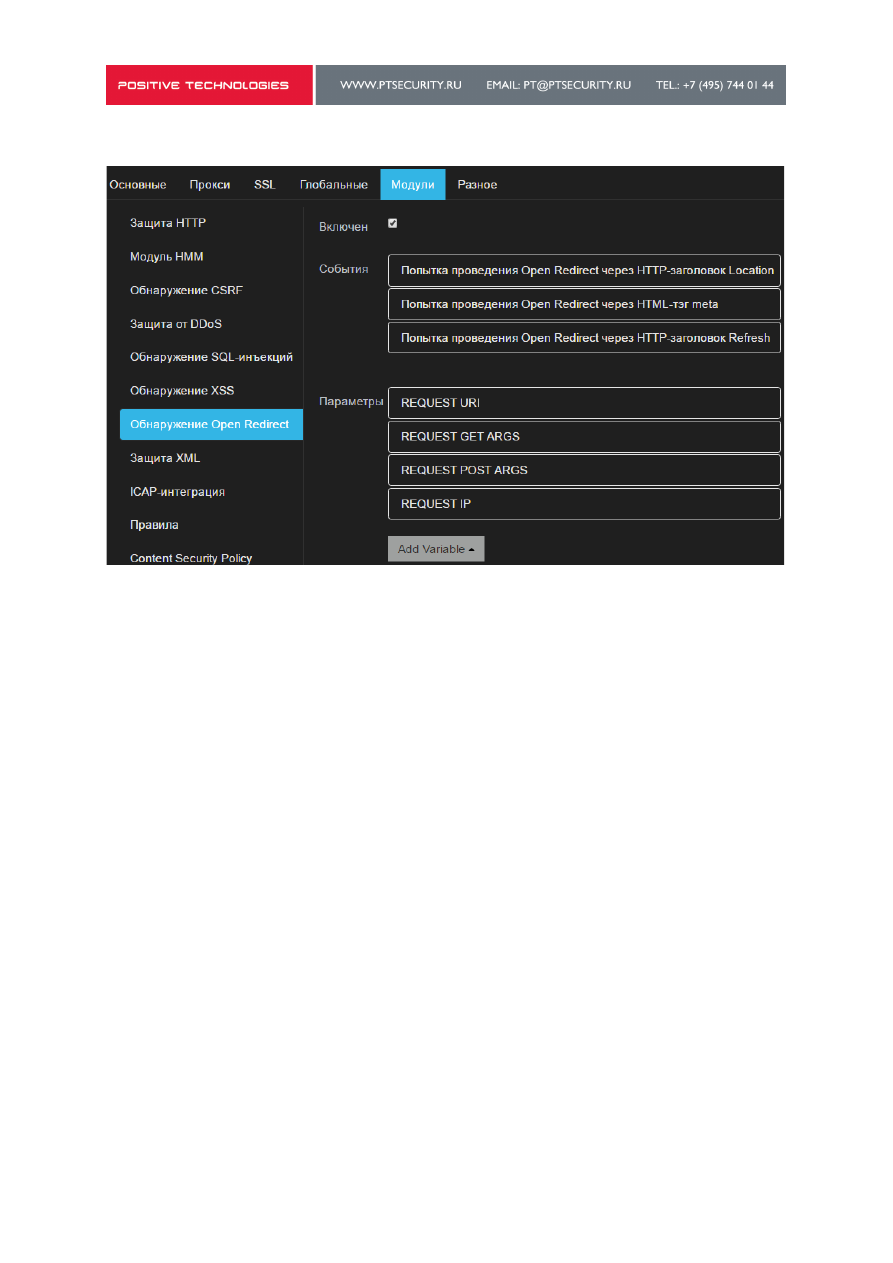 POSITIVE TECHNOLOGIES WWW.PTSECURITY.RU EMAIL: PT@PTSECURITY.RU TEL.: +7 (495) 744 01 44
Основные Прокси SSL Глобальные Модули Разное
Защита HTTP
Модуль HMM
Обнаружение CSRF
Защита от DDoS
Обнаружение SQL-инъекций
Обнаружение XSS
Обнаружение Open Redirect
Защита XML
ICAP-интеграция
Правила
Content Security Policy
Включен
События
Попытка проведения Open Redirect через HTTP-заголовок Location
Попытка проведения Open Redirect через HTML-тэг meta
Попытка проведения Open Redirect через HTTP-заголовок Refresh
Параметры
REQUEST URI
REQUEST GET ARGS
REQUEST POST ARGS
REQUEST IP
Add Variable